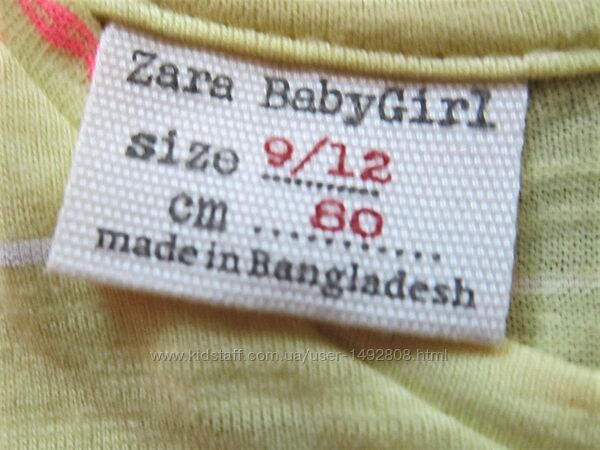 Zara BabyGirl
size 9/12
cm 80
made in Bangladesh
www.kidstaff.com.ua/user-1492808.html